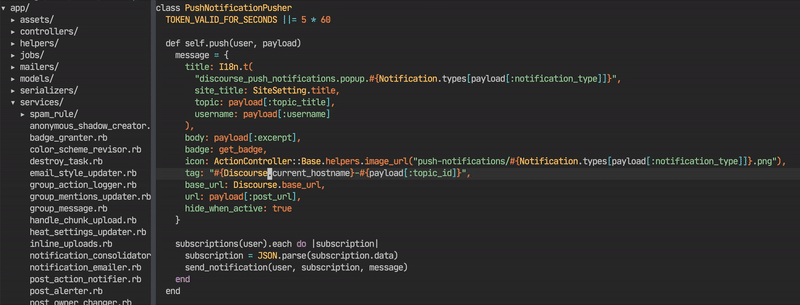 ▾ app/
▸ assets/
▸ controllers/
▸ helpers/
▸ jobs/
▸ mailers/
▸ models/
▸ serializers/
▾ services/
▸ spam_rule/
anonymous_shadow_creator.
badge_granter.rb
color_scheme_revisor.rb
destroy_task.rb
email_style_updater.rb
group_action_logger.rb
group_mentions_updater.rb
group_message.rb
handle_chunk_upload.rb
heat_settings_updater.rb
inline_uploads.rb
notification_consolidator
notification_emailer.rb
post_action_notifier.rb
post_alerter.rb
post_owner_changer.rb
class PushNotificationPusher
TOKEN_VALID_FOR_SECONDS ||= 5 * 60
def self.push(user, payload)
message = {
title: I18n.t(
"discourse_push_notifications.popup.#{Notification.types[payload[:notification_type]]}",
site_title: SiteSetting.title,
topic: payload[:topic_title],
username: payload[:username]
),
body: payload[:excerpt],
badge: get_badge,
icon: ActionController::Base.helpers.image_url("push-notifications/#{Notification.types[payload[:notification_type]]}.png"),
tag: "#{Discourse.current_hostname}-#{payload[:topic_id]}",
base_url: Discourse.base_url,
url: payload[:post_url],
hide_when_active: true
}
subscriptions(user).each do |subscription|
subscription = JSON.parse(subscription.data)
send_notification(user, subscription, message)
end
end